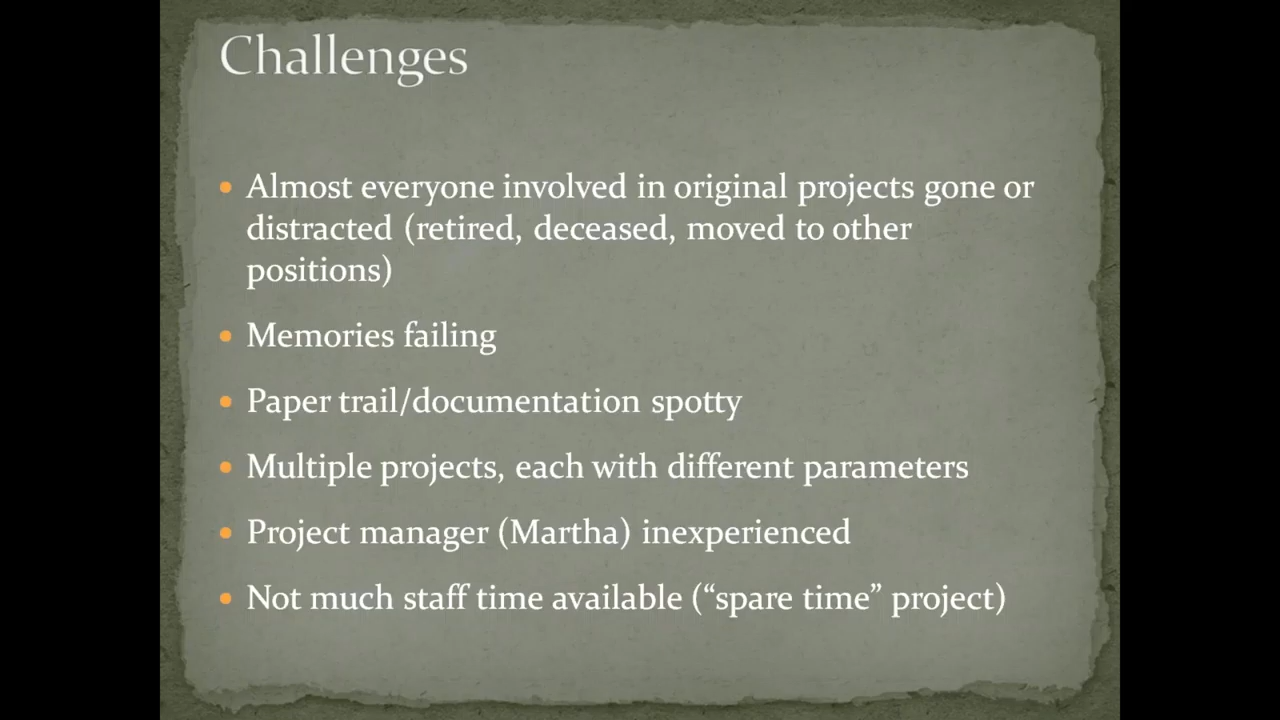 Challenges
• Almost everyone involved in original projects gone or
distracted (retired, deceased, moved to other
positions)
• Memories failing
• Paper trail/documentation spotty
• Multiple projects, each with different parameters
• Project manager (Martha) inexperienced
• Not much staff time available (“spare time” project)